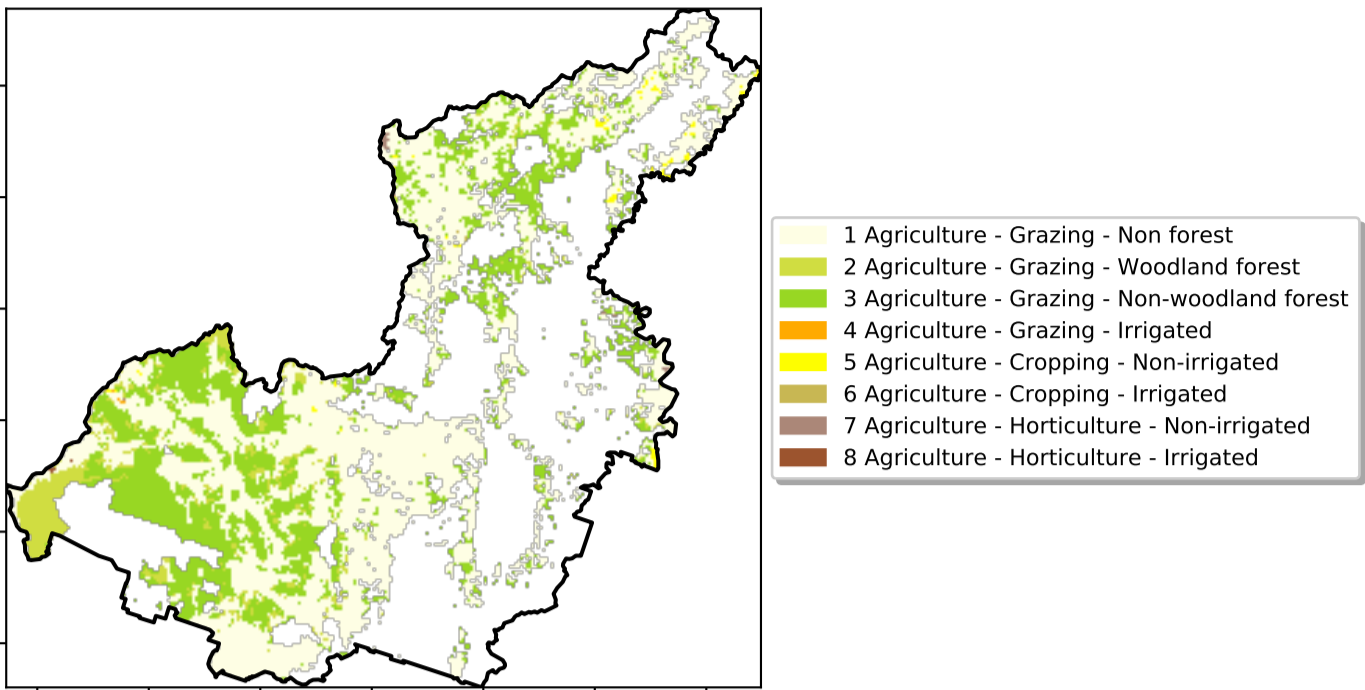 1 Agriculture - Grazing - Non forest
2 Agriculture - Grazing - Woodland forest
3 Agriculture - Grazing - Non-woodland forest
4 Agriculture - Grazing - Irrigated
5 Agriculture - Cropping - Non-irrigated
6 Agriculture - Cropping - Irrigated
7 Agriculture - Horticulture - Non-irrigated
8 Agriculture - Horticulture - Irrigated